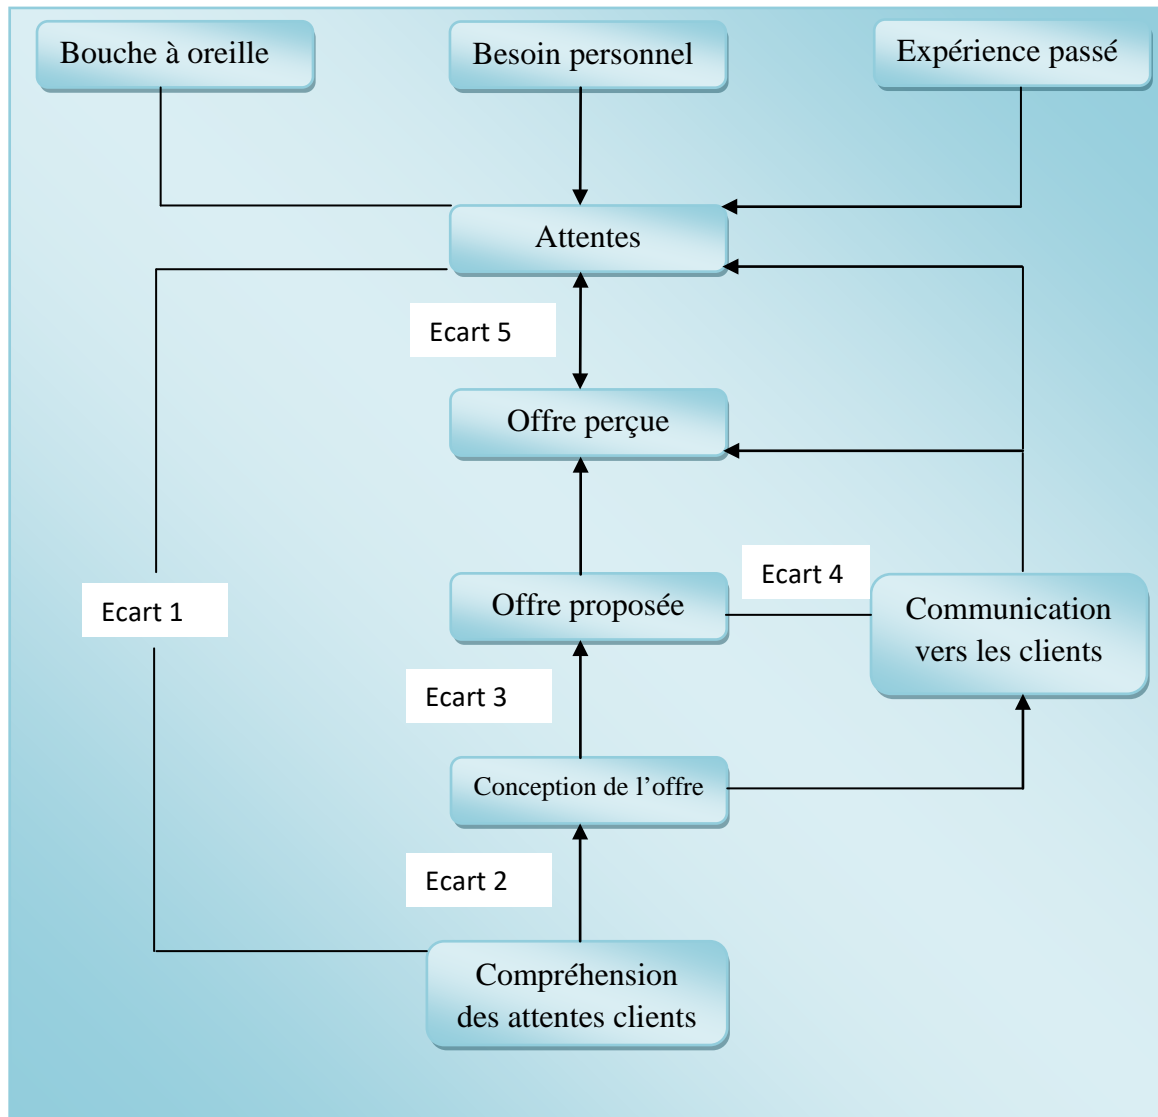 Bouche à oreille
Besoin personnel
Expérience passé
Attentes
Ecart 5
Offre perçue
Ecart 4
Ecart 1
Offre proposée
Communication
vers les clients
Ecart 3
Conception de l’offre
Ecart 2
Compréhension
des attentes clients